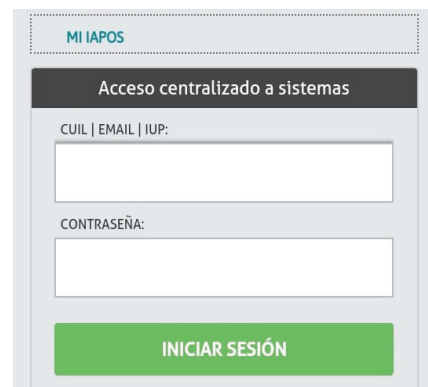 MI IAPOS
Acceso centralizado a sistemas
CUIL | EMAIL | IUP:
CONTRASEÑA:
INICIAR SESIÓN